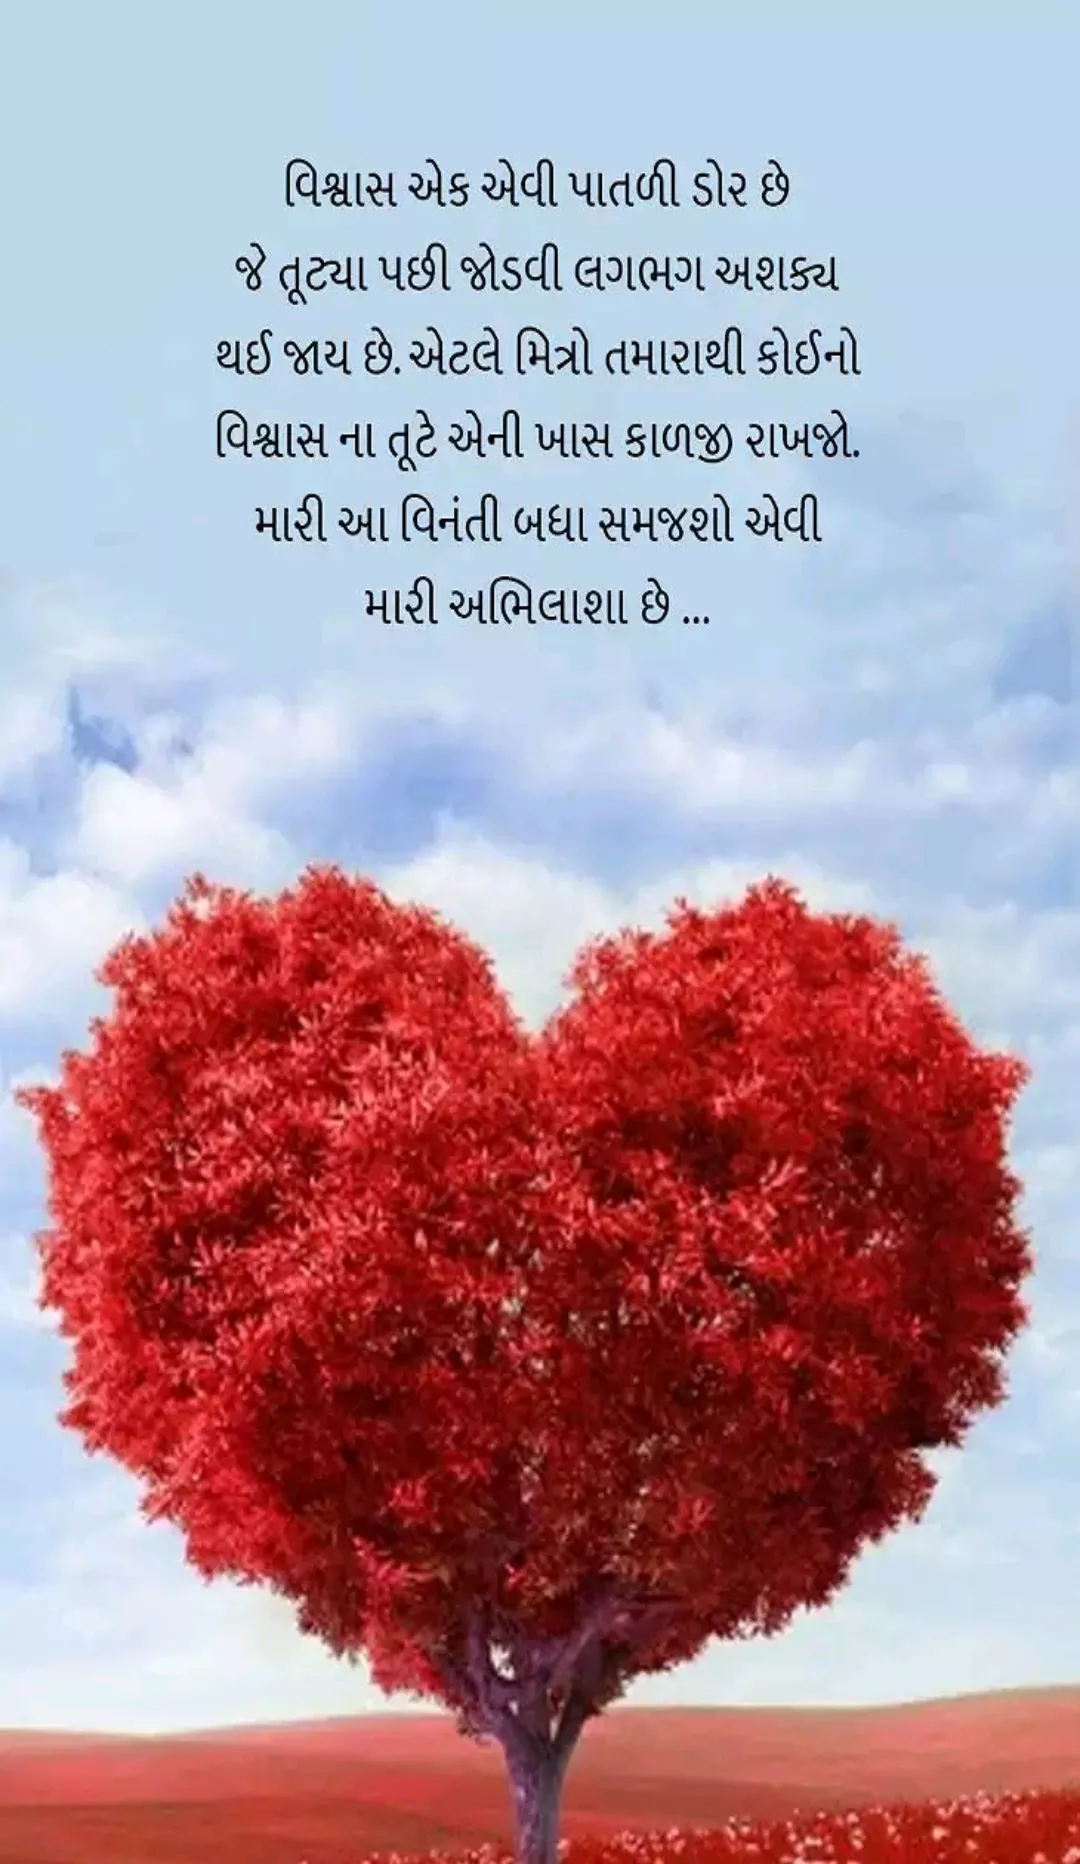 વિશ્વાસ એક એવી પાતળી ડોર છે
જે તૂટ્યા પછી જોડવી લગભગ અશક્ય
થઈ જાય છે. એટલે મિત્રો તમારાથી કોઈનો
વિશ્વાસ ના તૂટે એની ખાસ કાળજી રાખજો.
મારી આ વિનંતી બધા સમજશો એવી
મારી અભિલાશા છે ...